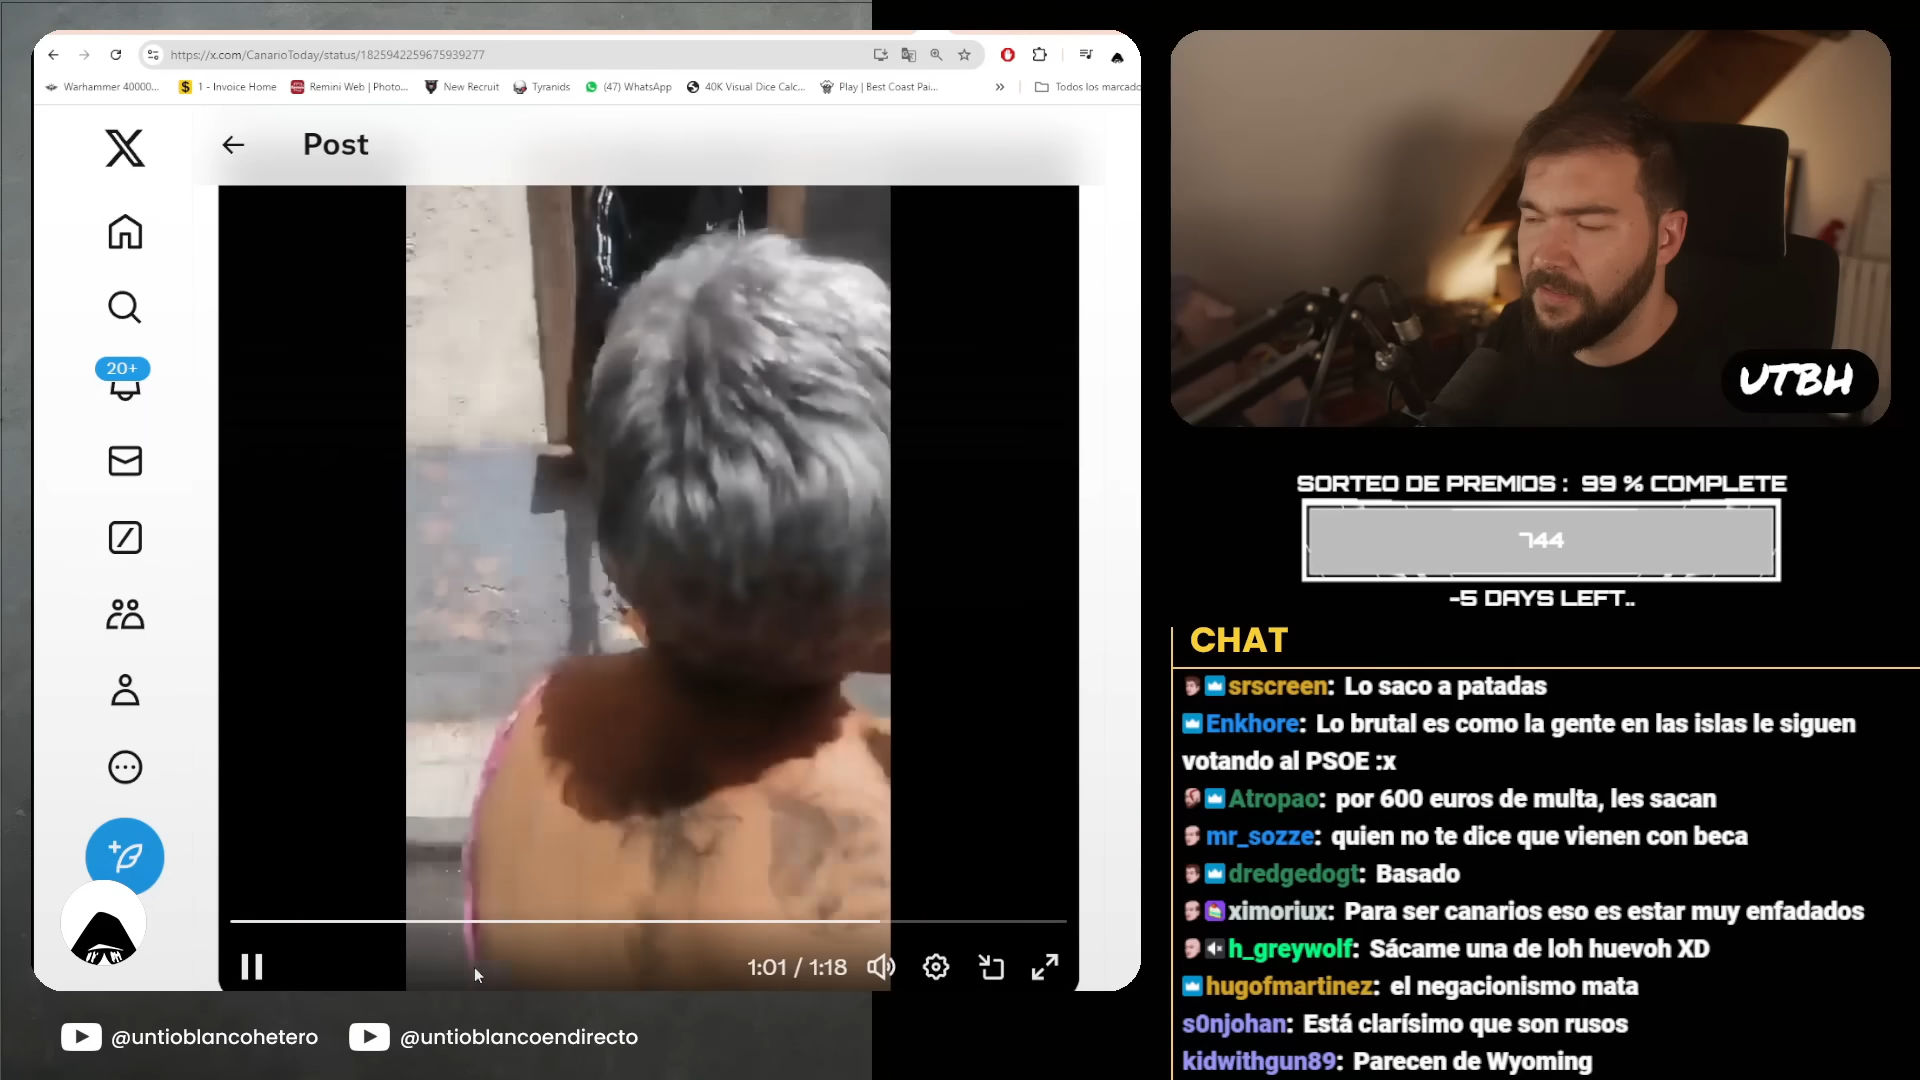 https://x.com/CanarioToday/status/1825942259675939277
Warhammer 40000...
$ 1 - Invoice Home
Remini Web | Photo...
New Recruit
Tyranids
(47) WhatsApp
40K Visual Dice Calc...
Play | Best Coast Pai...
»
Todos los marcado
Post
20+
1:01 / 1:18
UTBH
SORTEO DE PREMIOS : 99 % COMPLETE
744
-5 DAYS LEFT..
CHAT
srscreen: Lo saco a patadas
Enkhore: Lo brutal es como la gente en las islas le siguen
votando al PSOE :x
Atropao: por 600 euros de multa, les sacan
mr_sozze: quien no te dice que vienen con beca
dredgedogt: Basado
ximoriux: Para ser canarios eso es estar muy enfadados
h_greywolf: Sácame una de loh huevoh XD
hugofmartinez: el negacionismo mata
s0njohan: Está clarísimo que son rusos
kidwithgun89: Parecen de Wyoming
@untioblancohetero
@untioblancoendirecto